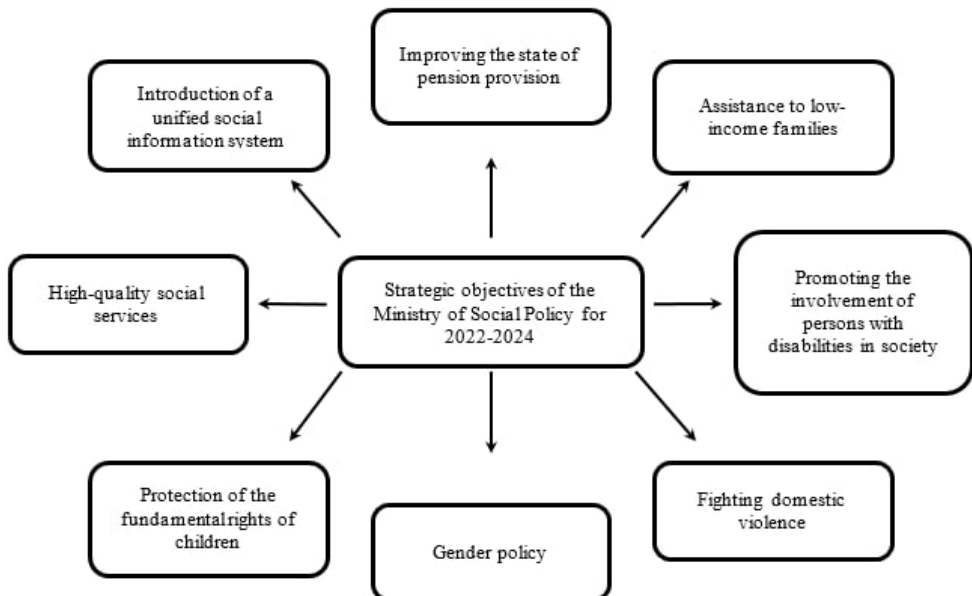 Improving the state of
pension provision
Introduction of a
unified social
information system
Assistance to low-
income families
High-quality social
services
Strategic objectives of the
Ministry of Social Policy for
2022-2024
Promoting the
involvement of
persons with
disabilities in society
Protection of the
fundamental rights of
children
Gender policy
Fighting domestic
violence